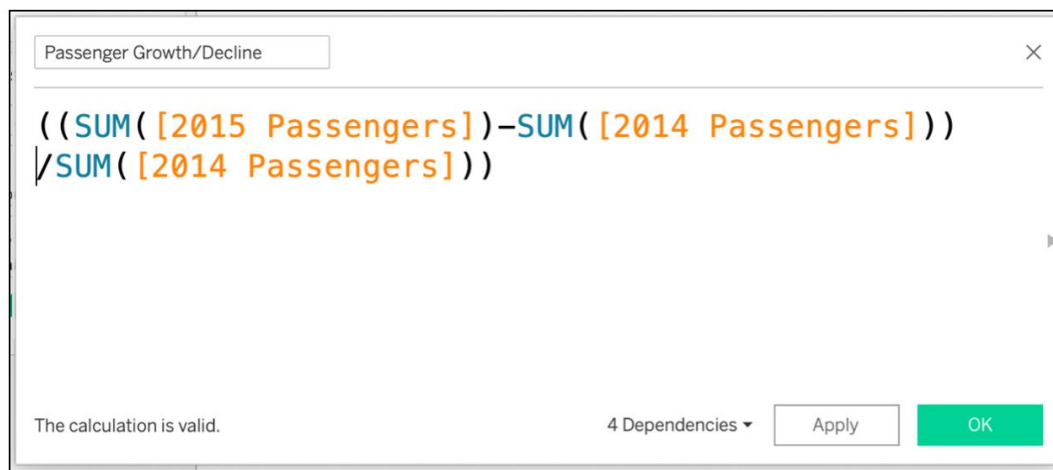 Passenger Growth/Decline
((SUM([2015 Passengers])–SUM([2014 Passengers]))
/SUM([2014 Passengers]))
The calculation is valid.
4 Dependencies
Apply
OK